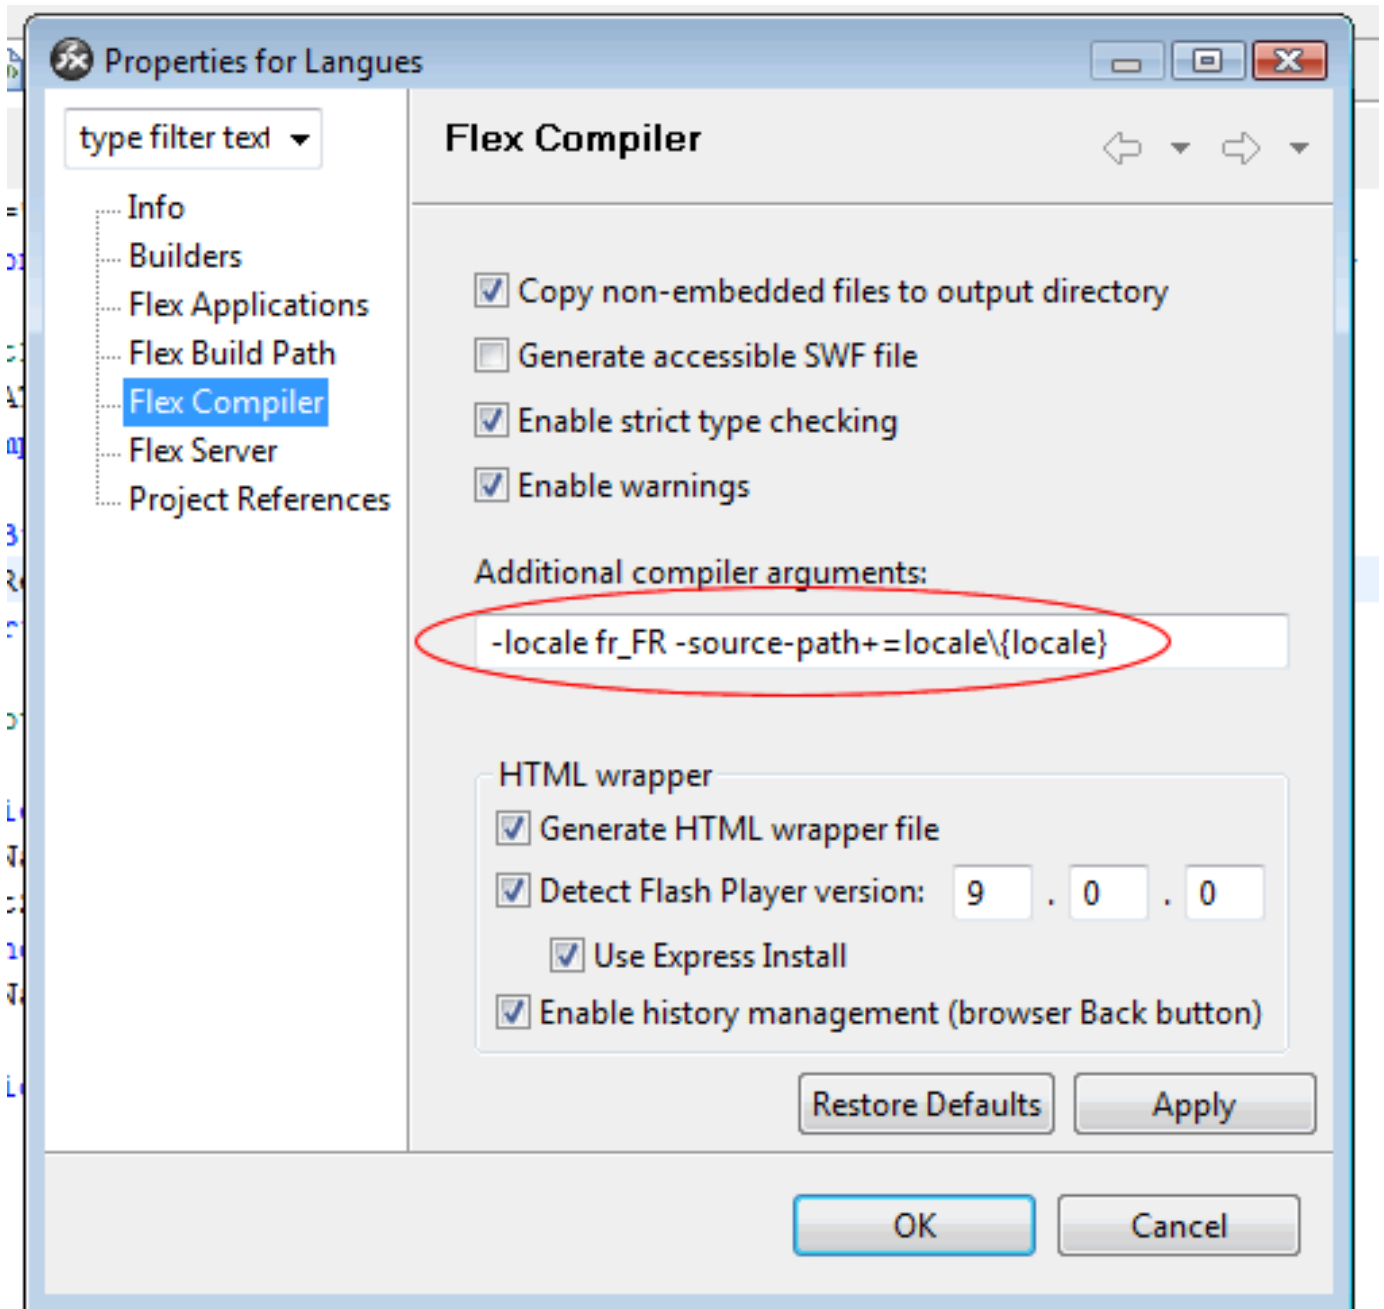 Properties for Langues
type filter text
Info
Builders
Flex Applications
Flex Build Path
Flex Compiler
Flex Server
Project References
Flex Compiler
Copy non-embedded files to output directory
Generate accessible SWF file
Enable strict type checking
Enable warnings
Additional compiler arguments:
-locale fr_FR -source-path+=locale\{locale}
HTML wrapper
Generate HTML wrapper file
Detect Flash Player version: 9 . 0 . 0
Use Express Install
Enable history management (browser Back button)
Restore Defaults Apply
OK Cancel